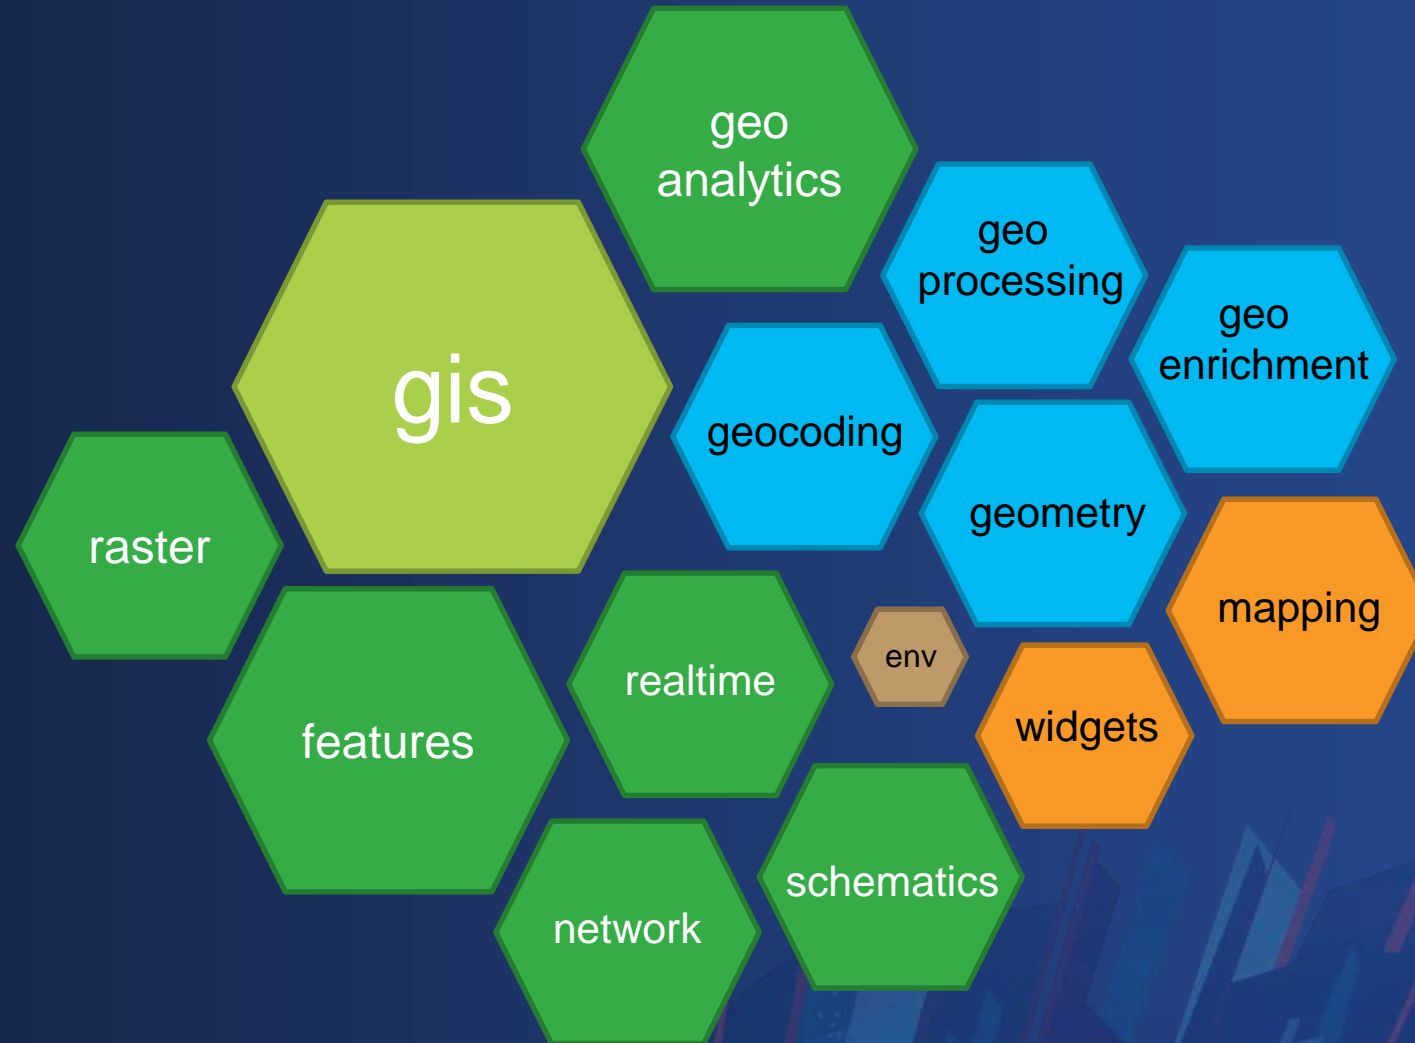 geo
analytics
geo
processing
geo
enrichment
gis
geocoding
geometry
raster
mapping
env
realtime
widgets
features
schematics
network